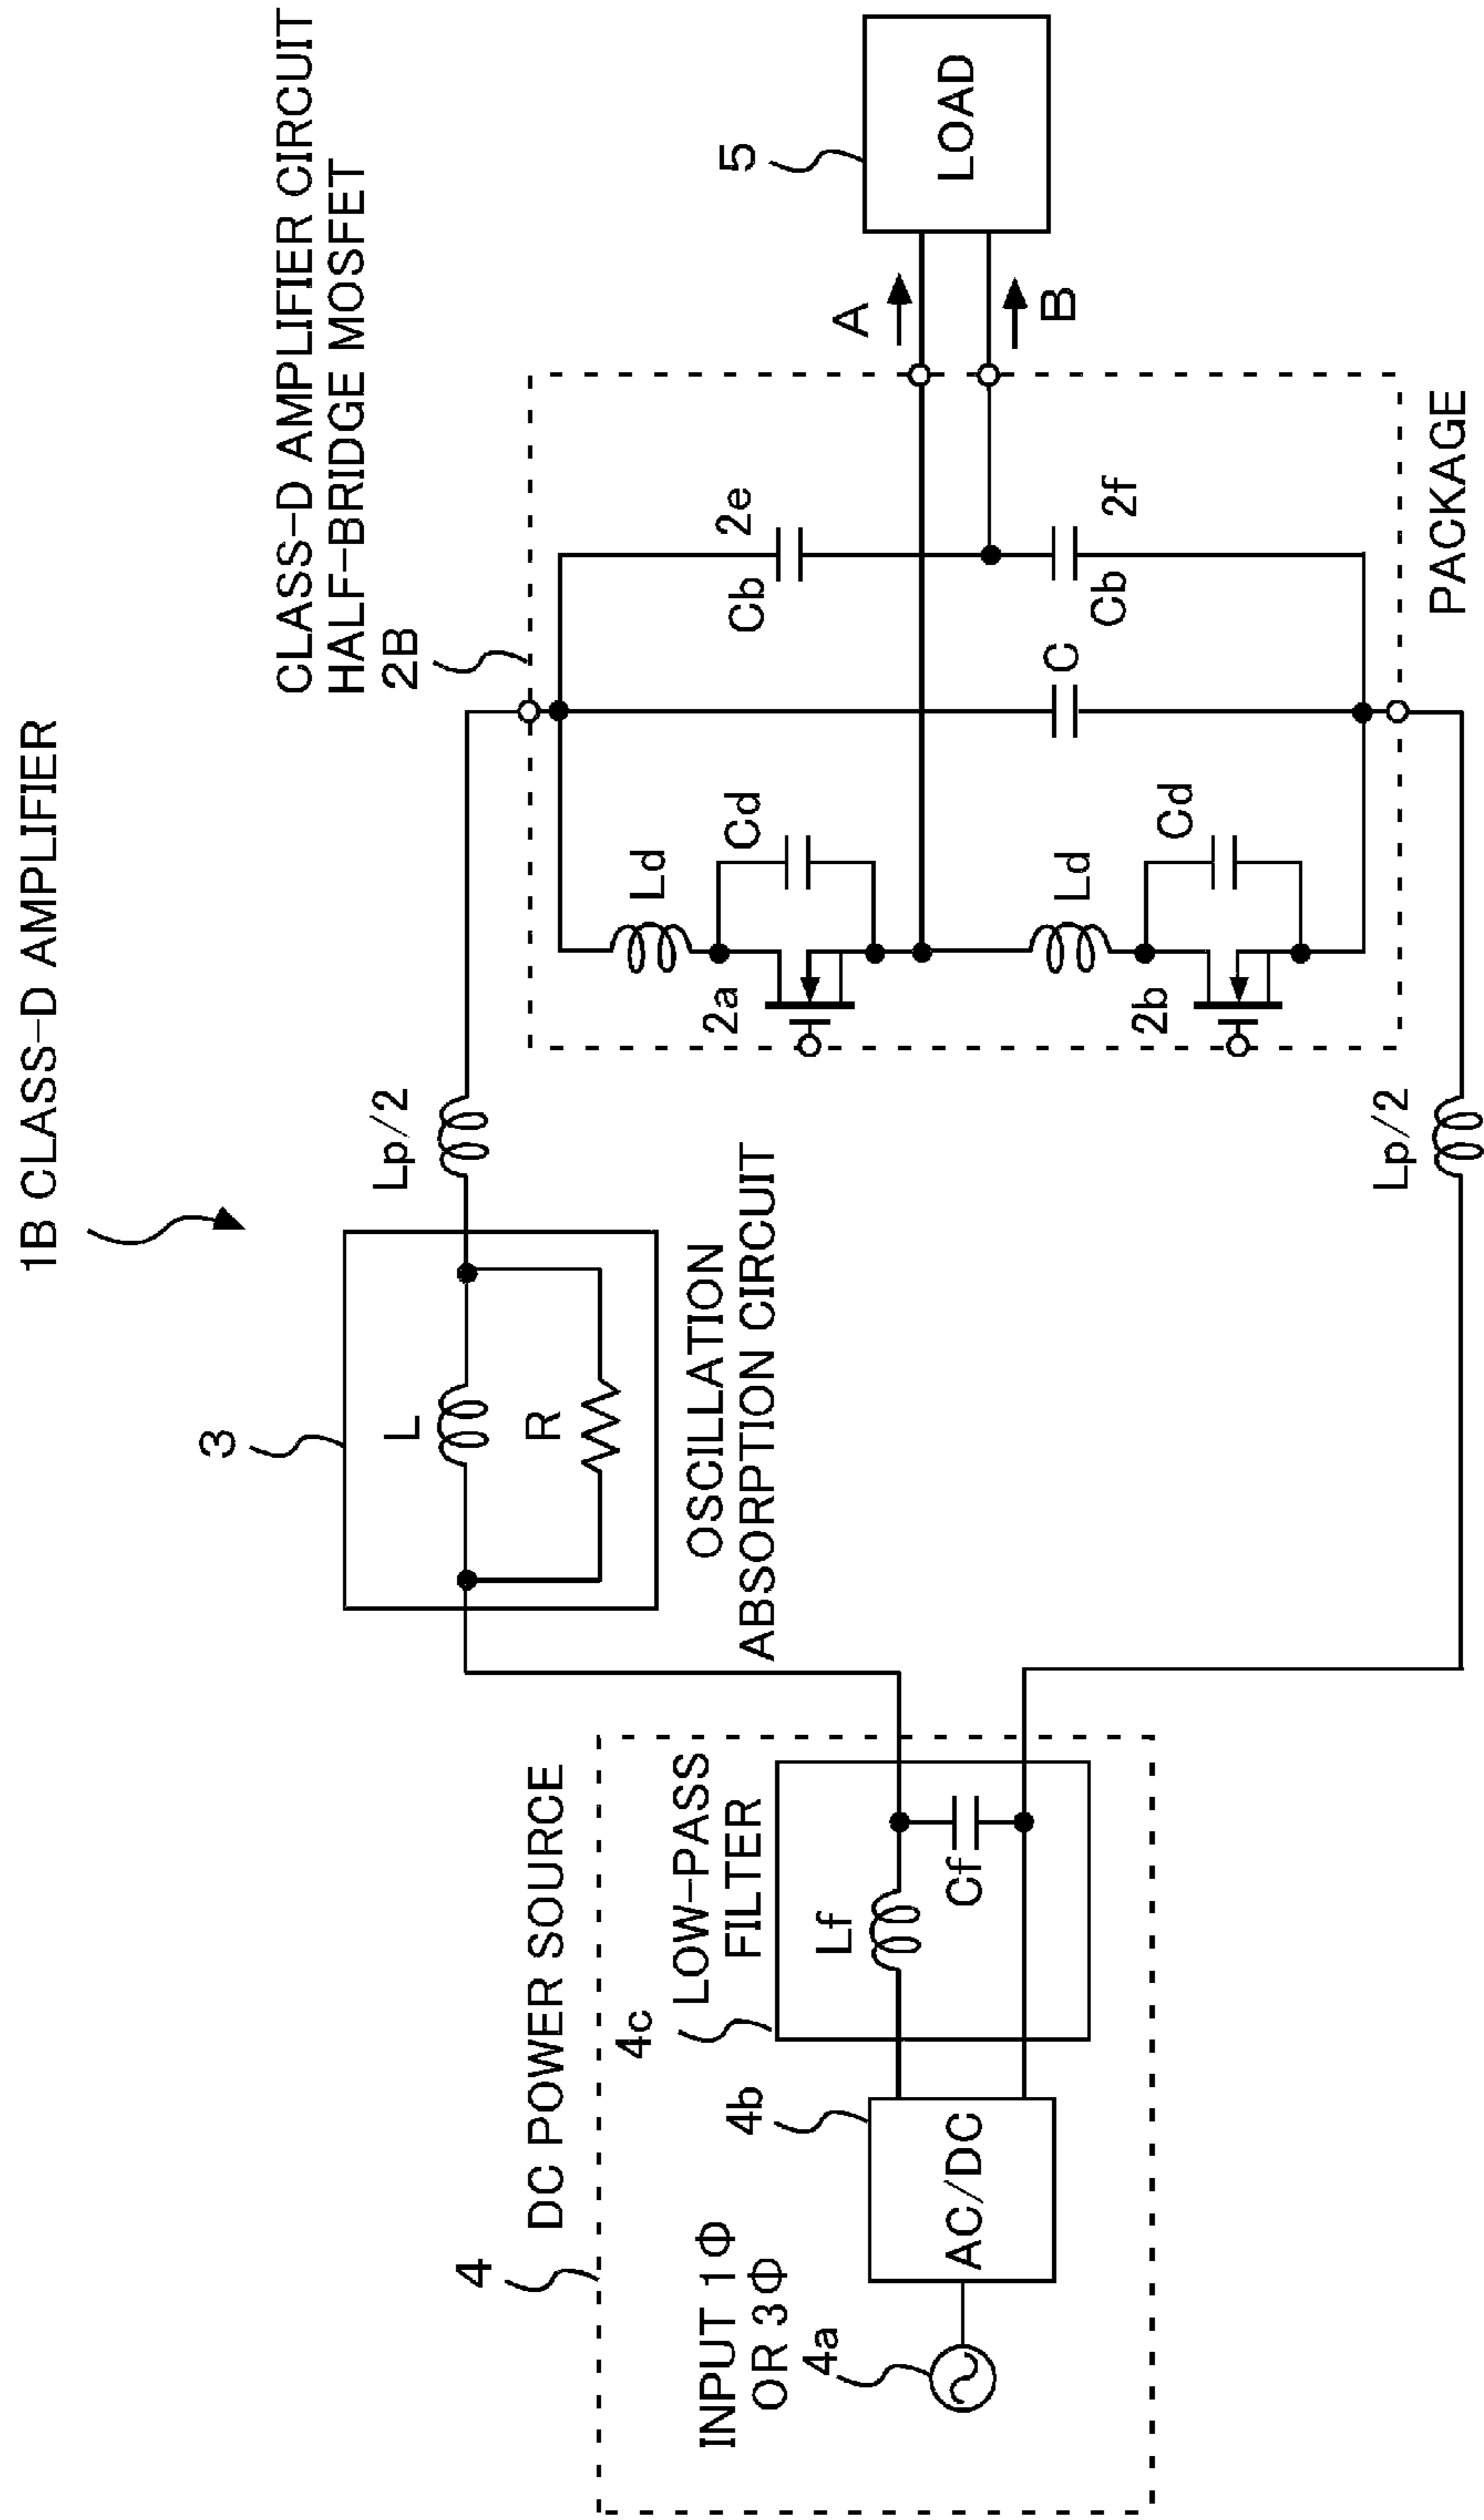 1B CLASS-D AMPLIFIER
CLASS-D AMPLIFIER CIRCUIT
HALF-BRIDGE MOSFET
2B
3
L
R
OSCILLATION
ABSORPTION CIRCUIT
Lp/2
4
DC POWER SOURCE
INPUT 1Φ
OR 3Φ
4a
4b
AC/DC
4c
LOW-PASS
FILTER
Lf
Cf
Ld
2a
Cd
Ld
2b
Cd
C
Cb
2e
Cb
2f
A
B
5
LOAD
Lp/2
PACKAGE